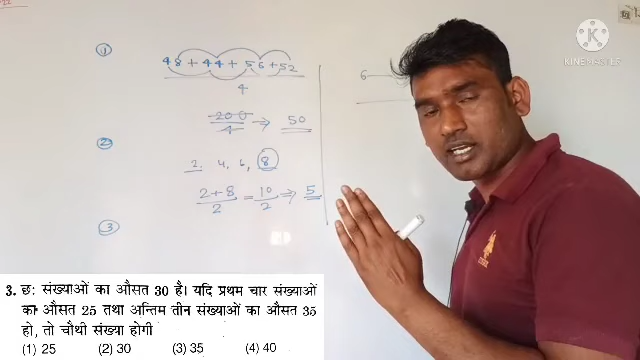 KINEMASTER
①
48 + 44 + 56 + 52
4
200
4
→ 50
②
2, 4, 6, 8
2+8
2
= 10
2
⇒ 5
③
6
3. छः संख्याओं का औसत 30 है। यदि प्रथम चार संख्याओं
का औसत 25 तथा अन्तिम तीन संख्याओं का औसत 35
हो, तो चौथी संख्या होगी
(1) 25 (2) 30 (3) 35 (4) 40